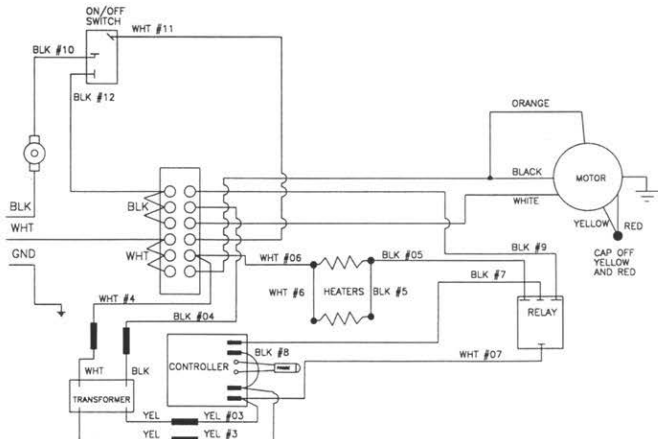 ON/OFF
SWITCH
WHT #11
BLK #10
BLK #12
ORANGE
BLACK
MOTOR
WHITE
YELLOW
RED
CAP OFF
YELLOW
AND RED
BLK
BLK
WHT
WHT
GND
BLK #9
WHT #06
BLK #05
BLK #7
WHT #6
HEATERS
BLK #5
WHT #4
BLK #04
RELAY
BLK #8
WHT #07
CONTROLLER
WHT
BLK
TRANSFORMER
YEL
YEL #03
YEL
YEL #3